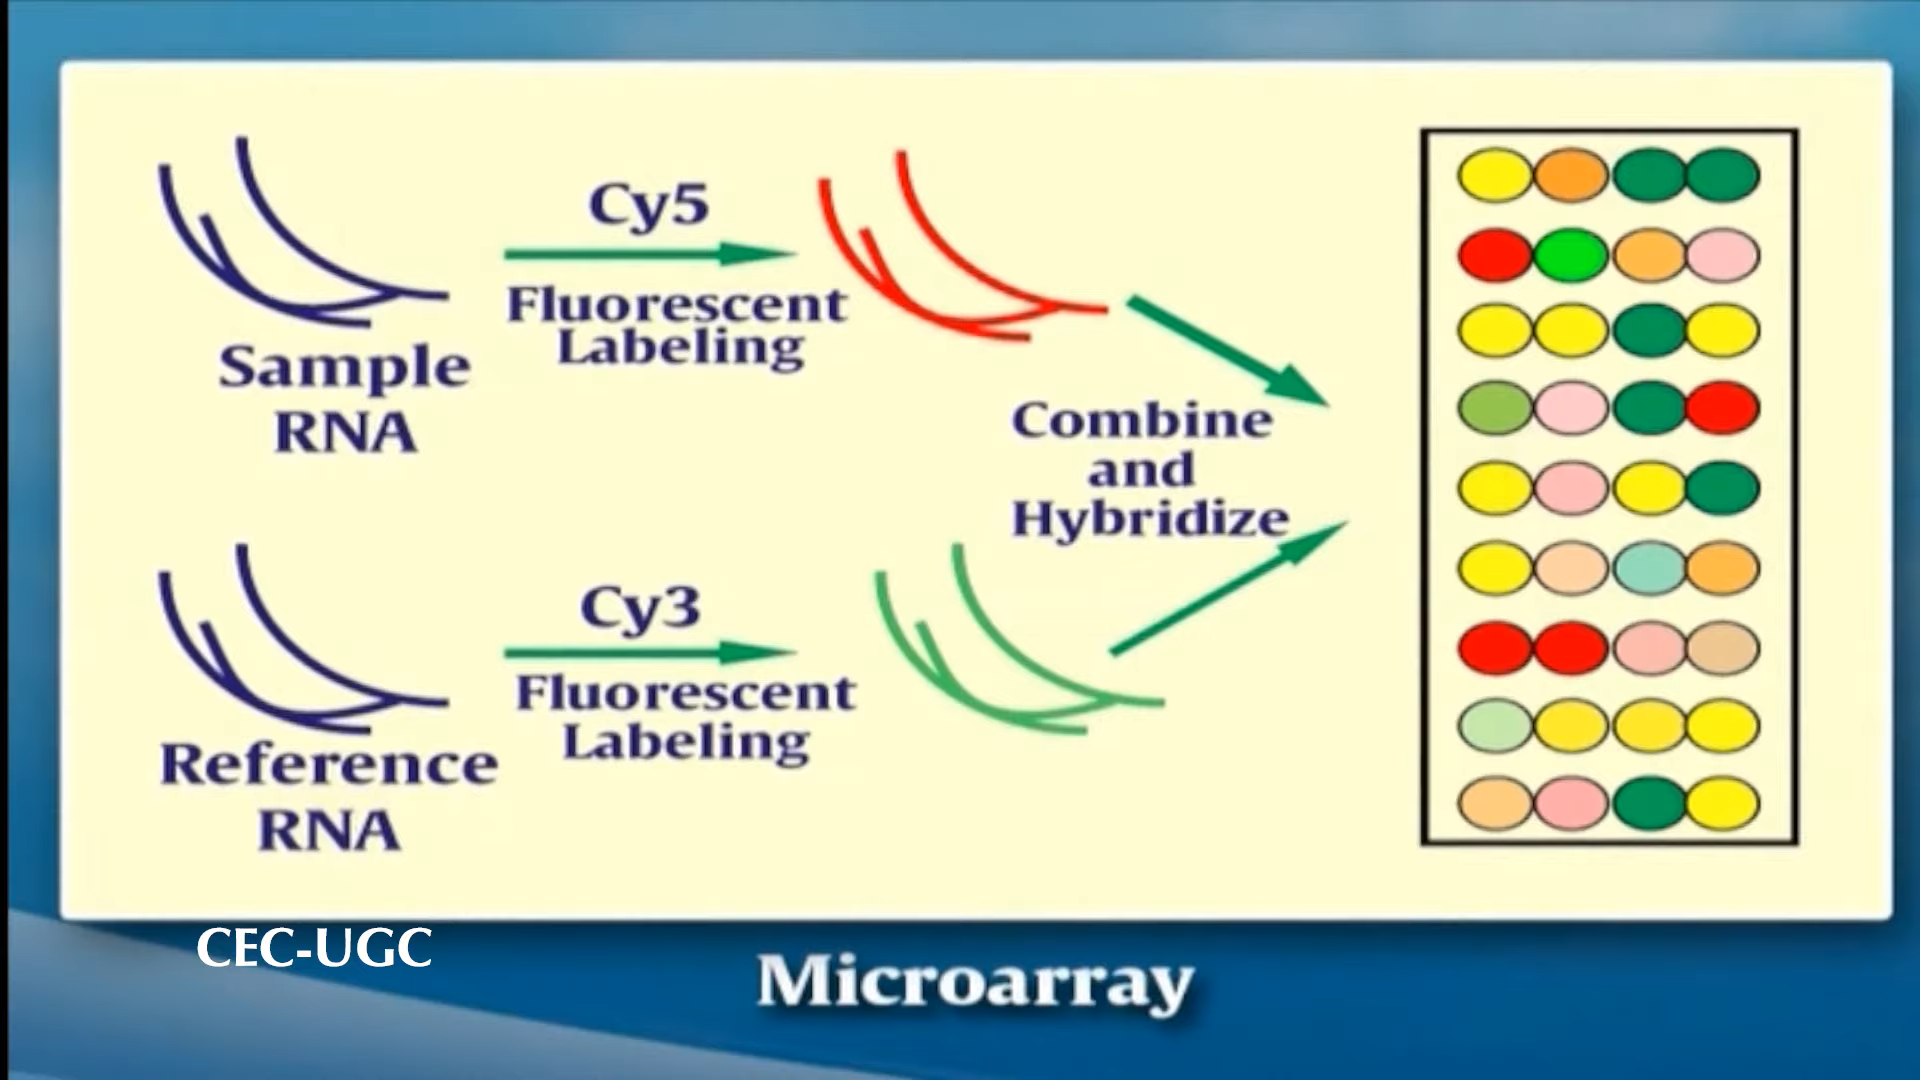 Cy5
Fluorescent
Labeling
Sample
RNA
Combine
and
Hybridize
Cy3
Fluorescent
Labeling
Reference
RNA
CEC-UGC
Microarray